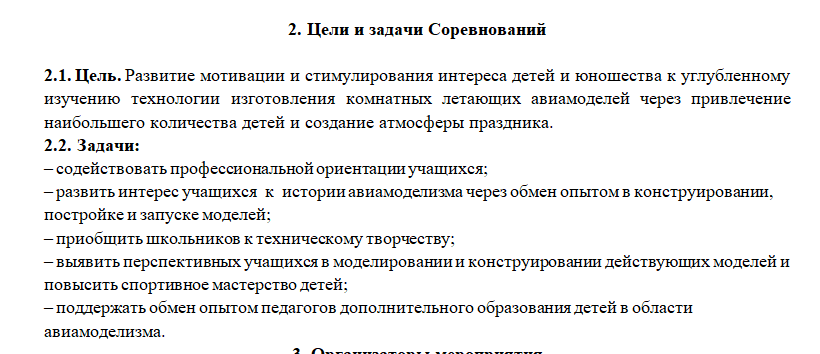 2. Цели и задачи Соревнований
2.1. Цель. Развитие мотивации и стимулирования интереса детей и юношества к углубленному
изучению технологии изготовления комнатных летающих авиамоделей через привлечение
наибольшего количества детей и создание атмосферы праздника.
2.2. Задачи:
– содействовать профессиональной ориентации учащихся;
– развить интерес учащихся к истории авиамоделизма через обмен опытом в конструировании,
постройке и запуске моделей;
– приобщить школьников к техническому творчеству;
– выявить перспективных учащихся в моделировании и конструировании действующих моделей и
повысить спортивное мастерство детей;
– поддержать обмен опытом педагогов дополнительного образования детей в области
авиамоделизма.
3. Организаторы мероприятия